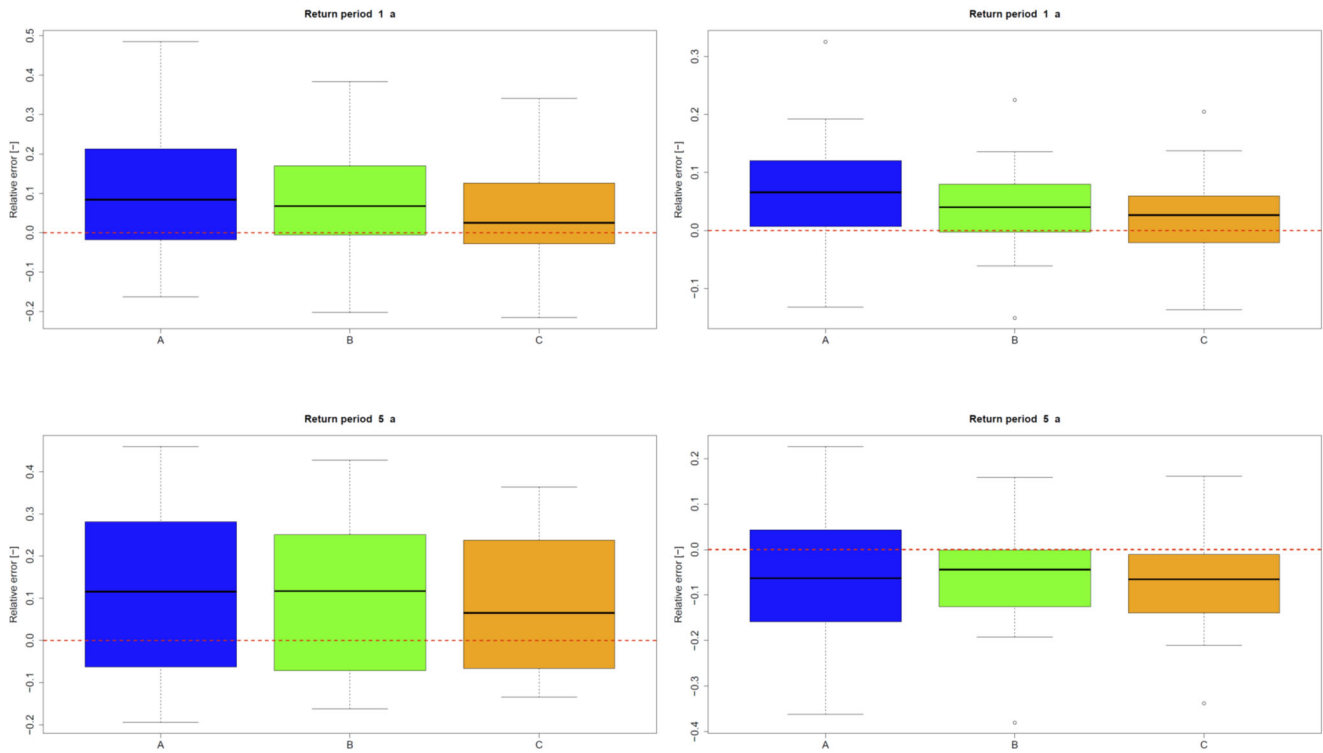 Return period 1 a
Relative error [−]
0.5
0.4
0.3
0.2
0.1
0.0
−0.1
−0.2
A B C
Return period 1 a
Relative error [−]
0.3
0.2
0.1
0.0
−0.1
A B C
Return period 5 a
Relative error [−]
0.4
0.3
0.2
0.1
0.0
−0.1
−0.2
A B C
Return period 5 a
Relative error [−]
0.2
0.1
0.0
−0.1
−0.2
−0.3
−0.4
A B C